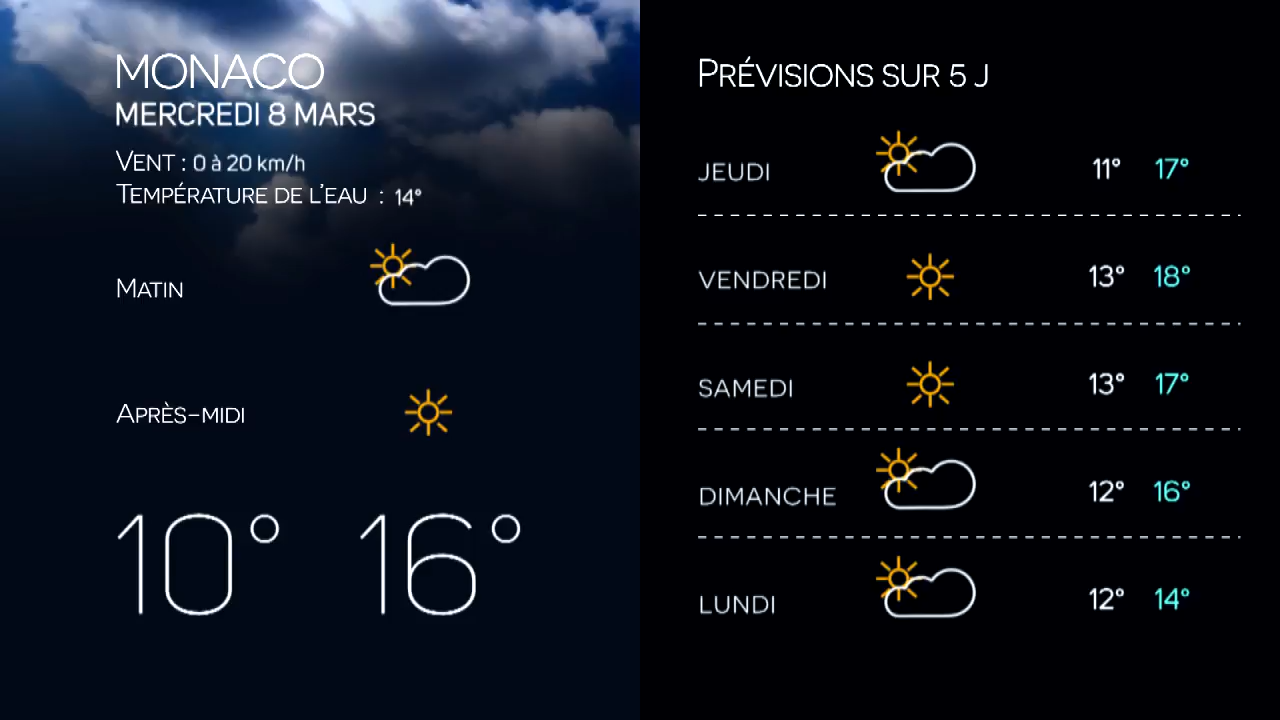 MONACO
MERCREDI 8 MARS
VENT : 0 à 20 km/h
TEMPÉRATURE DE L'EAU : 14°
MATIN
APRÈS-MIDI
10° 16°
PRÉVISIONS SUR 5 J
JEUDI 11° 17°
VENDREDI 13° 18°
SAMEDI 13° 17°
DIMANCHE 12° 16°
LUNDI 12° 14°